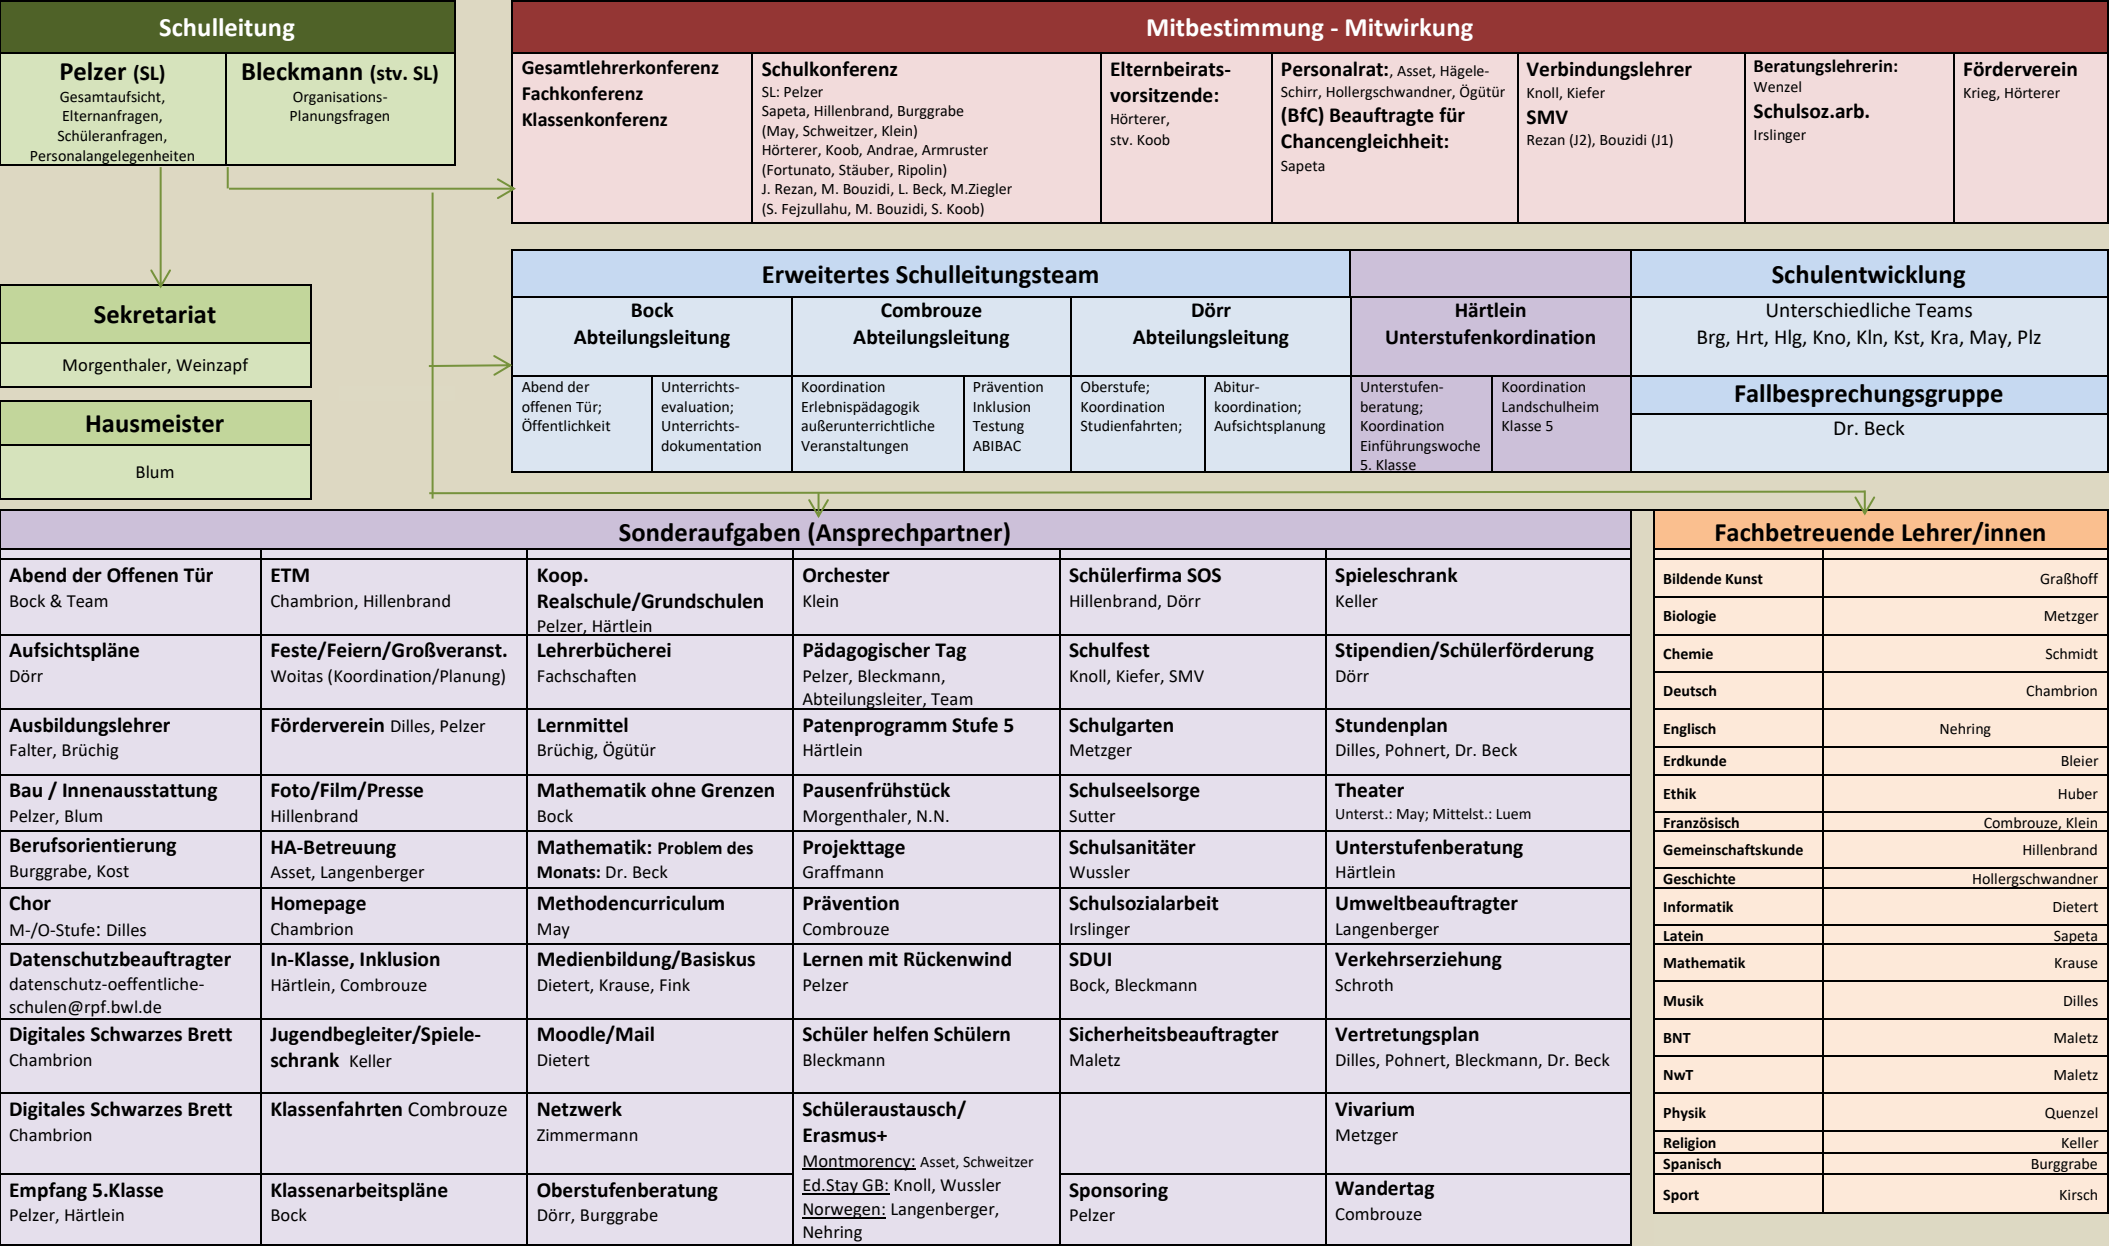 Schulleitung
Pelzer (SL)
Gesamtaufsicht,
Elternanfragen,
Schüleranfragen,
Personalangelegenheiten
Bleckmann (stv. SL)
Organisations-
Planungsfragen
Mitbestimmung - Mitwirkung
Gesamtlehrerkonferenz
Fachkonferenz
Klassenkonferenz
Schulkonferenz
SL: Pelzer
Sapeta, Hillenbrand, Burggrabe
(May, Schweitzer, Klein)
Hörterer, Koob, Andrae, Armruster
(Fortunato, Stäuber, Ripolin)
J. Rezan, M. Bouzidi, L. Beck, M.Ziegler
(S. Fejzullahu, M. Bouzidi, S. Koob)
Elternbeirats-
vorsitzende:
Hörterer,
stv. Koob
Personalrat:, Asset, Hägele-
Schirr, Hollergschwandner, Ögütür
(BfC) Beauftragte für
Chancengleichheit:
Sapeta
Verbindungslehrer
Knoll, Kiefer
SMV
Rezan (J2), Bouzidi (J1)
Beratungslehrerin:
Wenzel
Schulsoz.arb.
Irslinger
Förderverein
Krieg, Hörterer
Sekretariat
Morgenthaler, Weinzapf
Hausmeister
Blum
Erweitertes Schulleitungsteam
Bock
Abteilungsleitung
Combrouze
Abteilungsleitung
Dörr
Abteilungsleitung
Härtlein
Unterstufenkordination
Abend der
offenen Tür;
Öffentlichkeit
Unterrichts-
evaluation;
Unterrichts-
dokumentation
Koordination
Erlebnispädagogik
außerunterrichtliche
Veranstaltungen
Prävention
Inklusion
Testung
ABIBAC
Oberstufe;
Koordination
Studienfahrten;
Abitur-
koordination;
Aufsichtsplanung
Unterstufen-
beratung;
Koordination
Einführungswoche
5. Klasse
Koordination
Landschulheim
Klasse 5
Schulentwicklung
Unterschiedliche Teams
Brg, Hrt, Hlg, Kno, Kln, Kst, Kra, May, Plz
Fallbesprechungsgruppe
Dr. Beck
Sonderaufgaben (Ansprechpartner)
Abend der Offenen Tür
Bock & Team
ETM
Chambrion, Hillenbrand
Koop.
Realschule/Grundschulen
Pelzer, Härtlein
Orchester
Klein
Schülerfirma SOS
Hillenbrand, Dörr
Spieleschrank
Keller
Aufsichtspläne
Dörr
Feste/Feiern/Großveranst.
Woitas (Koordination/Planung)
Lehrerbücherei
Fachschaften
Pädagogischer Tag
Pelzer, Bleckmann,
Abteilungsleiter, Team
Schulfest
Knoll, Kiefer, SMV
Stipendien/Schülerförderung
Dörr
Ausbildungslehrer
Falter, Brüchig
Förderverein Dilles, Pelzer
Lernmittel
Brüchig, Ögütür
Patenprogramm Stufe 5
Härtlein
Schulgarten
Metzger
Stundenplan
Dilles, Pohnert, Dr. Beck
Bau / Innenausstattung
Pelzer, Blum
Foto/Film/Presse
Hillenbrand
Mathematik ohne Grenzen
Bock
Pausenfrühstück
Morgenthaler, N.N.
Schulseelsorge
Sutter
Theater
Unterst.: May; Mittelst.: Luem
Berufsorientierung
Burggrabe, Kost
HA-Betreuung
Asset, Langenberger
Mathematik: Problem des
Monats: Dr. Beck
Projekttage
Graffmann
Schulsanitäter
Wussler
Unterstufenberatung
Härtlein
Chor
M-/O-Stufe: Dilles
Homepage
Chambrion
Methodencurriculum
May
Prävention
Combrouze
Schulsozialarbeit
Irslinger
Umweltbeauftragter
Langenberger
Datenschutzbeauftragter
datenschutz-oeffentliche-
schulen@rpf.bwl.de
In-Klasse, Inklusion
Härtlein, Combrouze
Medienbildung/Basiskus
Dietert, Krause, Fink
Lernen mit Rückenwind
Pelzer
SDUI
Bock, Bleckmann
Verkehrserziehung
Schroth
Digitales Schwarzes Brett
Chambrion
Jugendbegleiter/Spiele-
schrank Keller
Moodle/Mail
Dietert
Schüler helfen Schülern
Bleckmann
Sicherheitsbeauftragter
Maletz
Vertretungsplan
Dilles, Pohnert, Bleckmann, Dr. Beck
Digitales Schwarzes Brett
Chambrion
Klassenfahrten Combrouze
Netzwerk
Zimmermann
Schüleraustausch/
Erasmus+
Montmorency: Asset, Schweitzer
Ed.Stay GB: Knoll, Wussler
Norwegen: Langenberger,
Nehring
Vivarium
Metzger
Empfang 5.Klasse
Pelzer, Härtlein
Klassenarbeitspläne
Bock
Oberstufenberatung
Dörr, Burggrabe
Sponsoring
Pelzer
Wandertag
Combrouze
Fachbetreuende Lehrer/innen
Bildende Kunst Graßhoff
Biologie Metzger
Chemie Schmidt
Deutsch Chambrion
Englisch Nehring
Erdkunde Bleier
Ethik Huber
Französisch Combrouze, Klein
Gemeinschaftskunde Hillenbrand
Geschichte Hollergschwandner
Informatik Dietert
Latein Sapeta
Mathematik Krause
Musik Dilles
BNT Maletz
NwT Maletz
Physik Quenzel
Religion Keller
Spanisch Burggrabe
Sport Kirsch